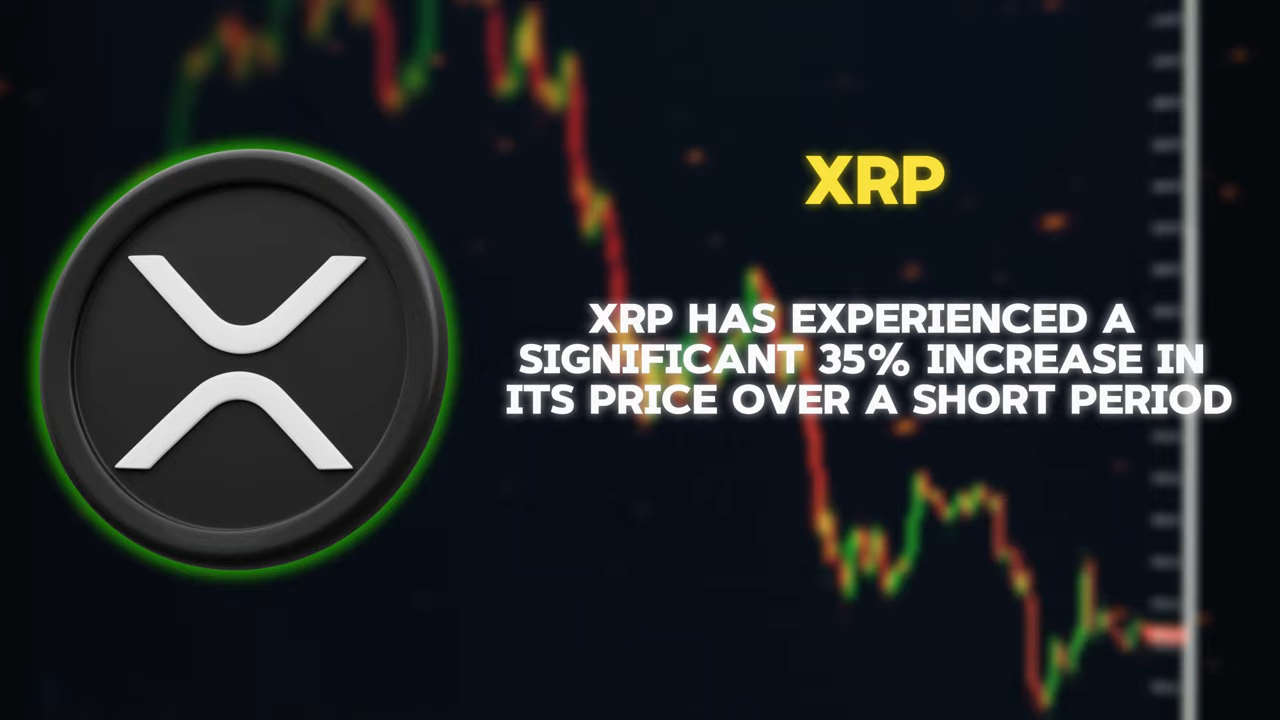 XRP
XRP HAS EXPERIENCED A
SIGNIFICANT 35% INCREASE IN
ITS PRICE OVER A SHORT PERIOD